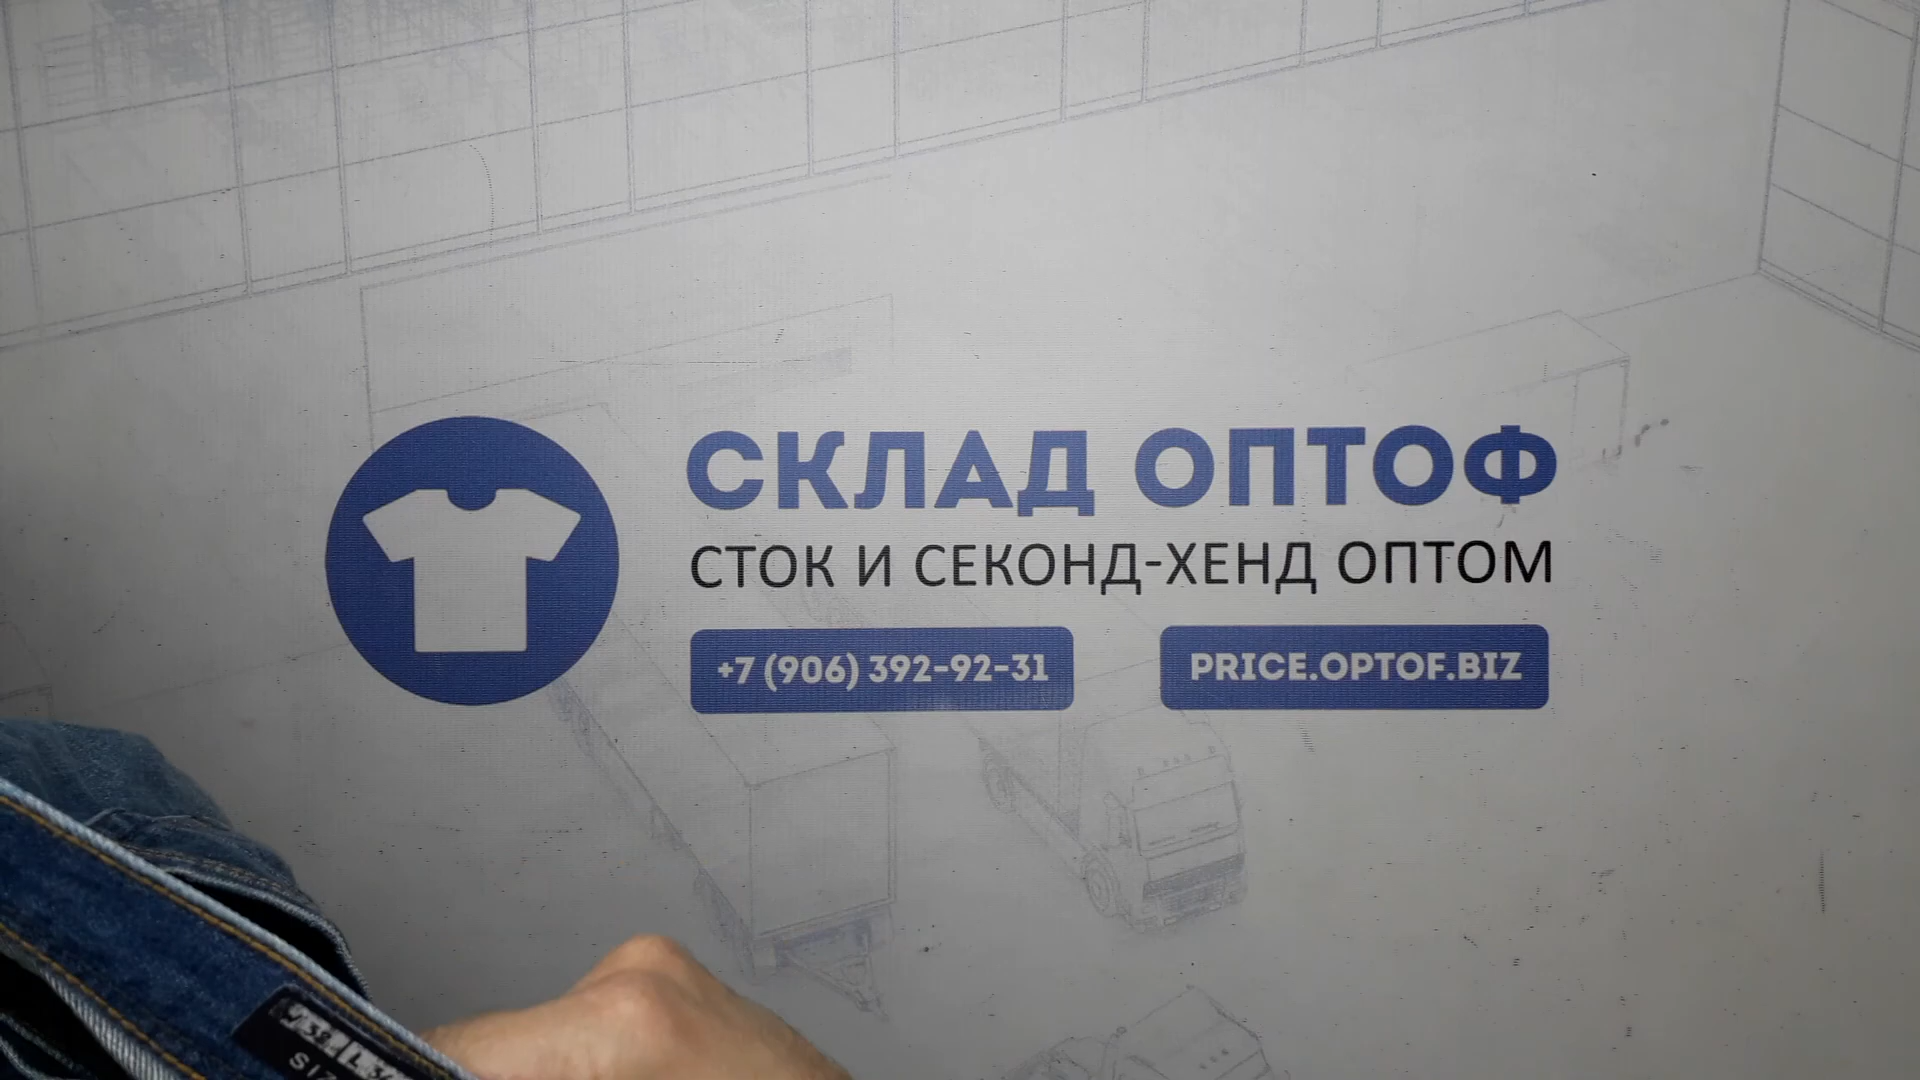 СКЛАД ОПТОФ
СТОК И СЕКОНД-ХЕНД ОПТОМ
+7 (906) 392-92-31
PRICE.OPTOF.BIZ